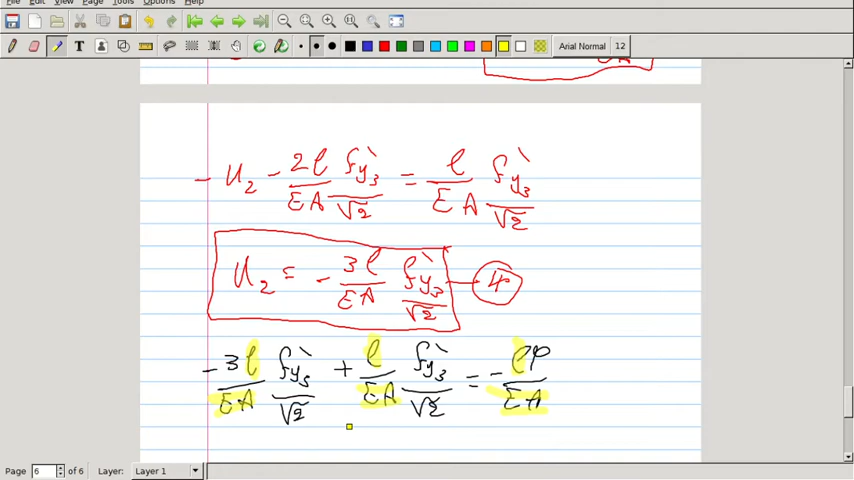 File Edit View Journal Tools Options Help
Arial Normal 12
- U₂ - 2l/EA fy₃`/√2 = l/EA fy₃`/√2
U₂ = - 3l/EA fy₃`/√2 — 4
- 3l/EA fy₃`/√2 + l/EA fy₃`/√2 = - lP/EA
Page 6 of 6 Layer: Layer 1